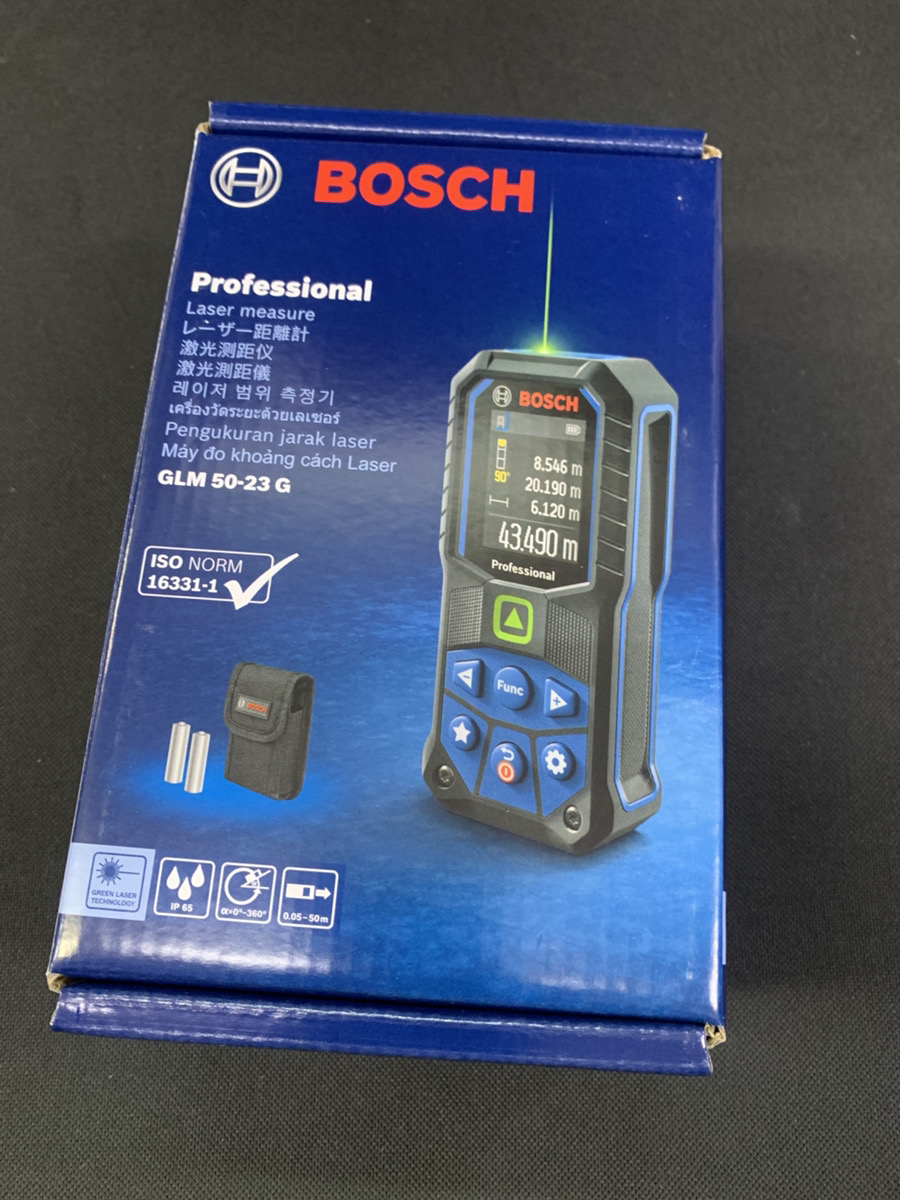 BOSCH
Professional
Laser measure
レーザー距離計
激光测距仪
激光測距儀
레이저 범위 측정기
เครื่องวัดระยะด้วยเลเซอร์
Pengukuran jarak laser
Máy đo khoảng cách Laser
GLM 50-23 G
ISO NORM
16331-1
BOSCH
90°
8.546 m
20.190 m
6.120 m
43.490 m
Professional
Func
BOSCH
GREEN LASER
TECHNOLOGY
IP 65
α=0°-360°
0.05-50m